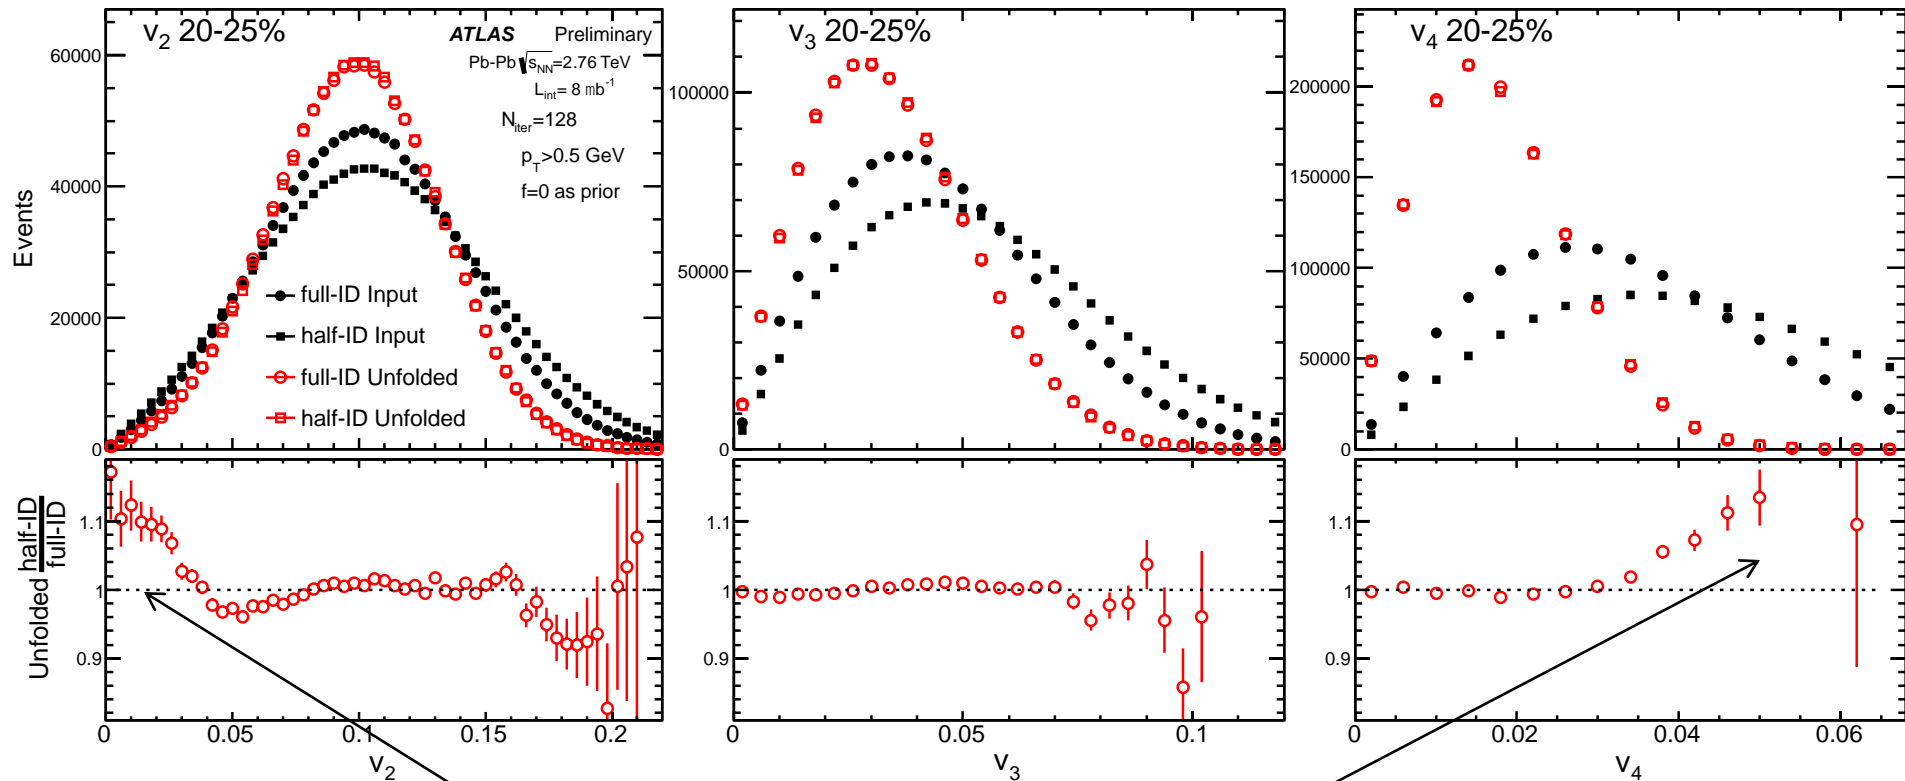 v2 20-25%
ATLAS Preliminary
Pb-Pb √sNN=2.76 TeV
Lint= 8 mb-1
Niter=128
pT>0.5 GeV
f=0 as prior
Events
60000
40000
20000
0
full-ID Input
half-ID Input
full-ID Unfolded
half-ID Unfolded
v3 20-25%
100000
50000
0
v4 20-25%
200000
150000
100000
50000
0
Unfolded half-ID
full-ID
1.1
1
0.9
0 0.05 0.1 0.15 0.2
v2
1.1
1
0.9
0 0.05 0.1
v3
1.1
1
0.9
0 0.02 0.04 0.06
v4